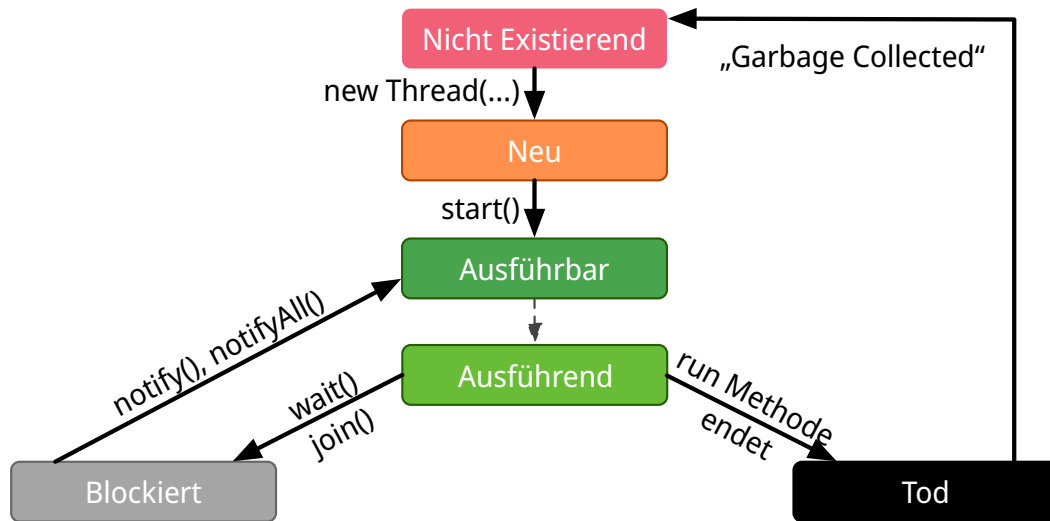 Nicht Existierend
„Garbage Collected“
new Thread(...)
Neu
start()
Ausführbar
notify(), notifyAll()
Ausführend
wait()
join()
run Methode
endet
Blockiert
Tod